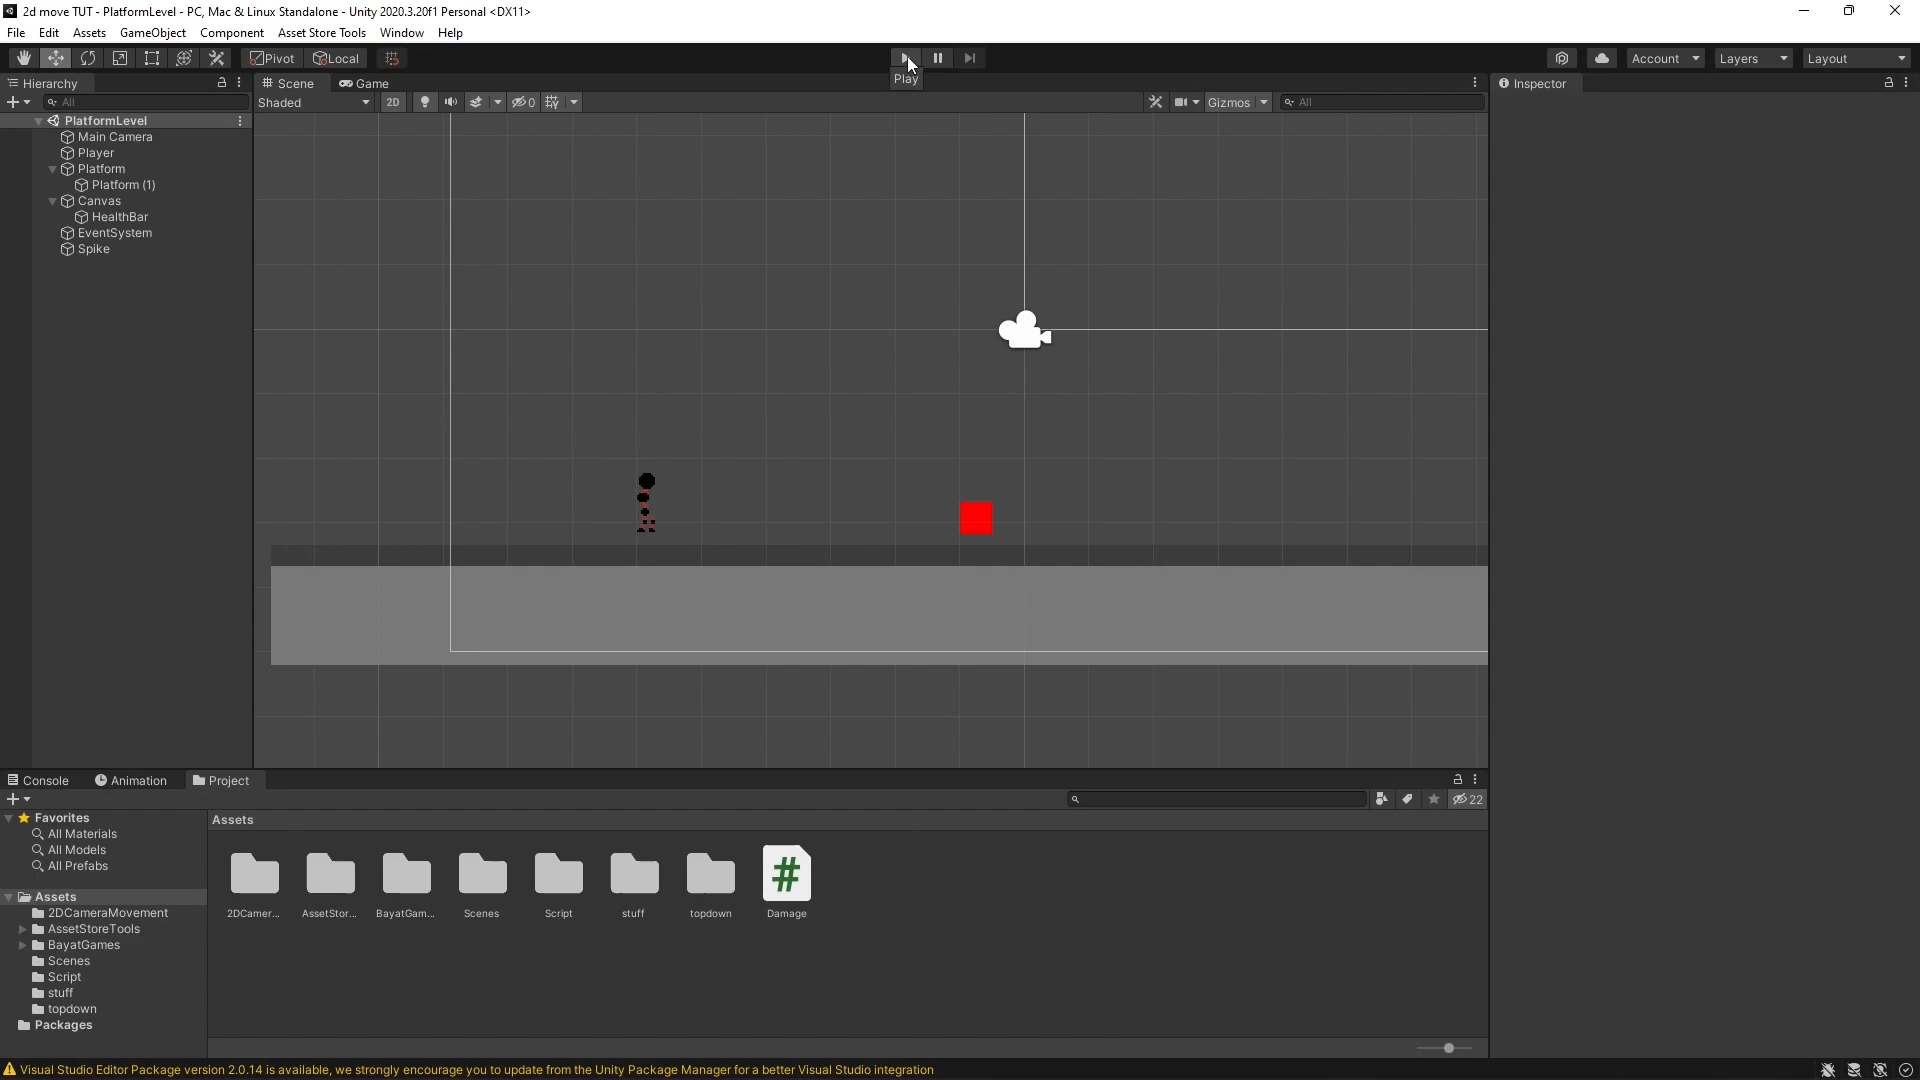 2d move TUT - PlatformLevel - PC, Mac & Linux Standalone - Unity 2020.3.20f1 Personal <DX11>
File Edit Assets GameObject Component Asset Store Tools Window Help
Pivot Local Account Layers Layout
Play
Hierarchy
All
PlatformLevel
Main Camera
Player
Platform
Platform (1)
Canvas
HealthBar
EventSystem
Spike
Scene Game
Shaded 2D 0 Gizmos All
Inspector
Console Animation Project
22
Favorites
All Materials
All Models
All Prefabs
Assets
2DCameraMovement
AssetStoreTools
BayatGames
Scenes
Script
stuff
topdown
Packages
Assets
#
2DCamer... AssetStor... BayatGam... Scenes Script stuff topdown Damage
Visual Studio Editor Package version 2.0.14 is available, we strongly encourage you to update from the Unity Package Manager for a better Visual Studio integration